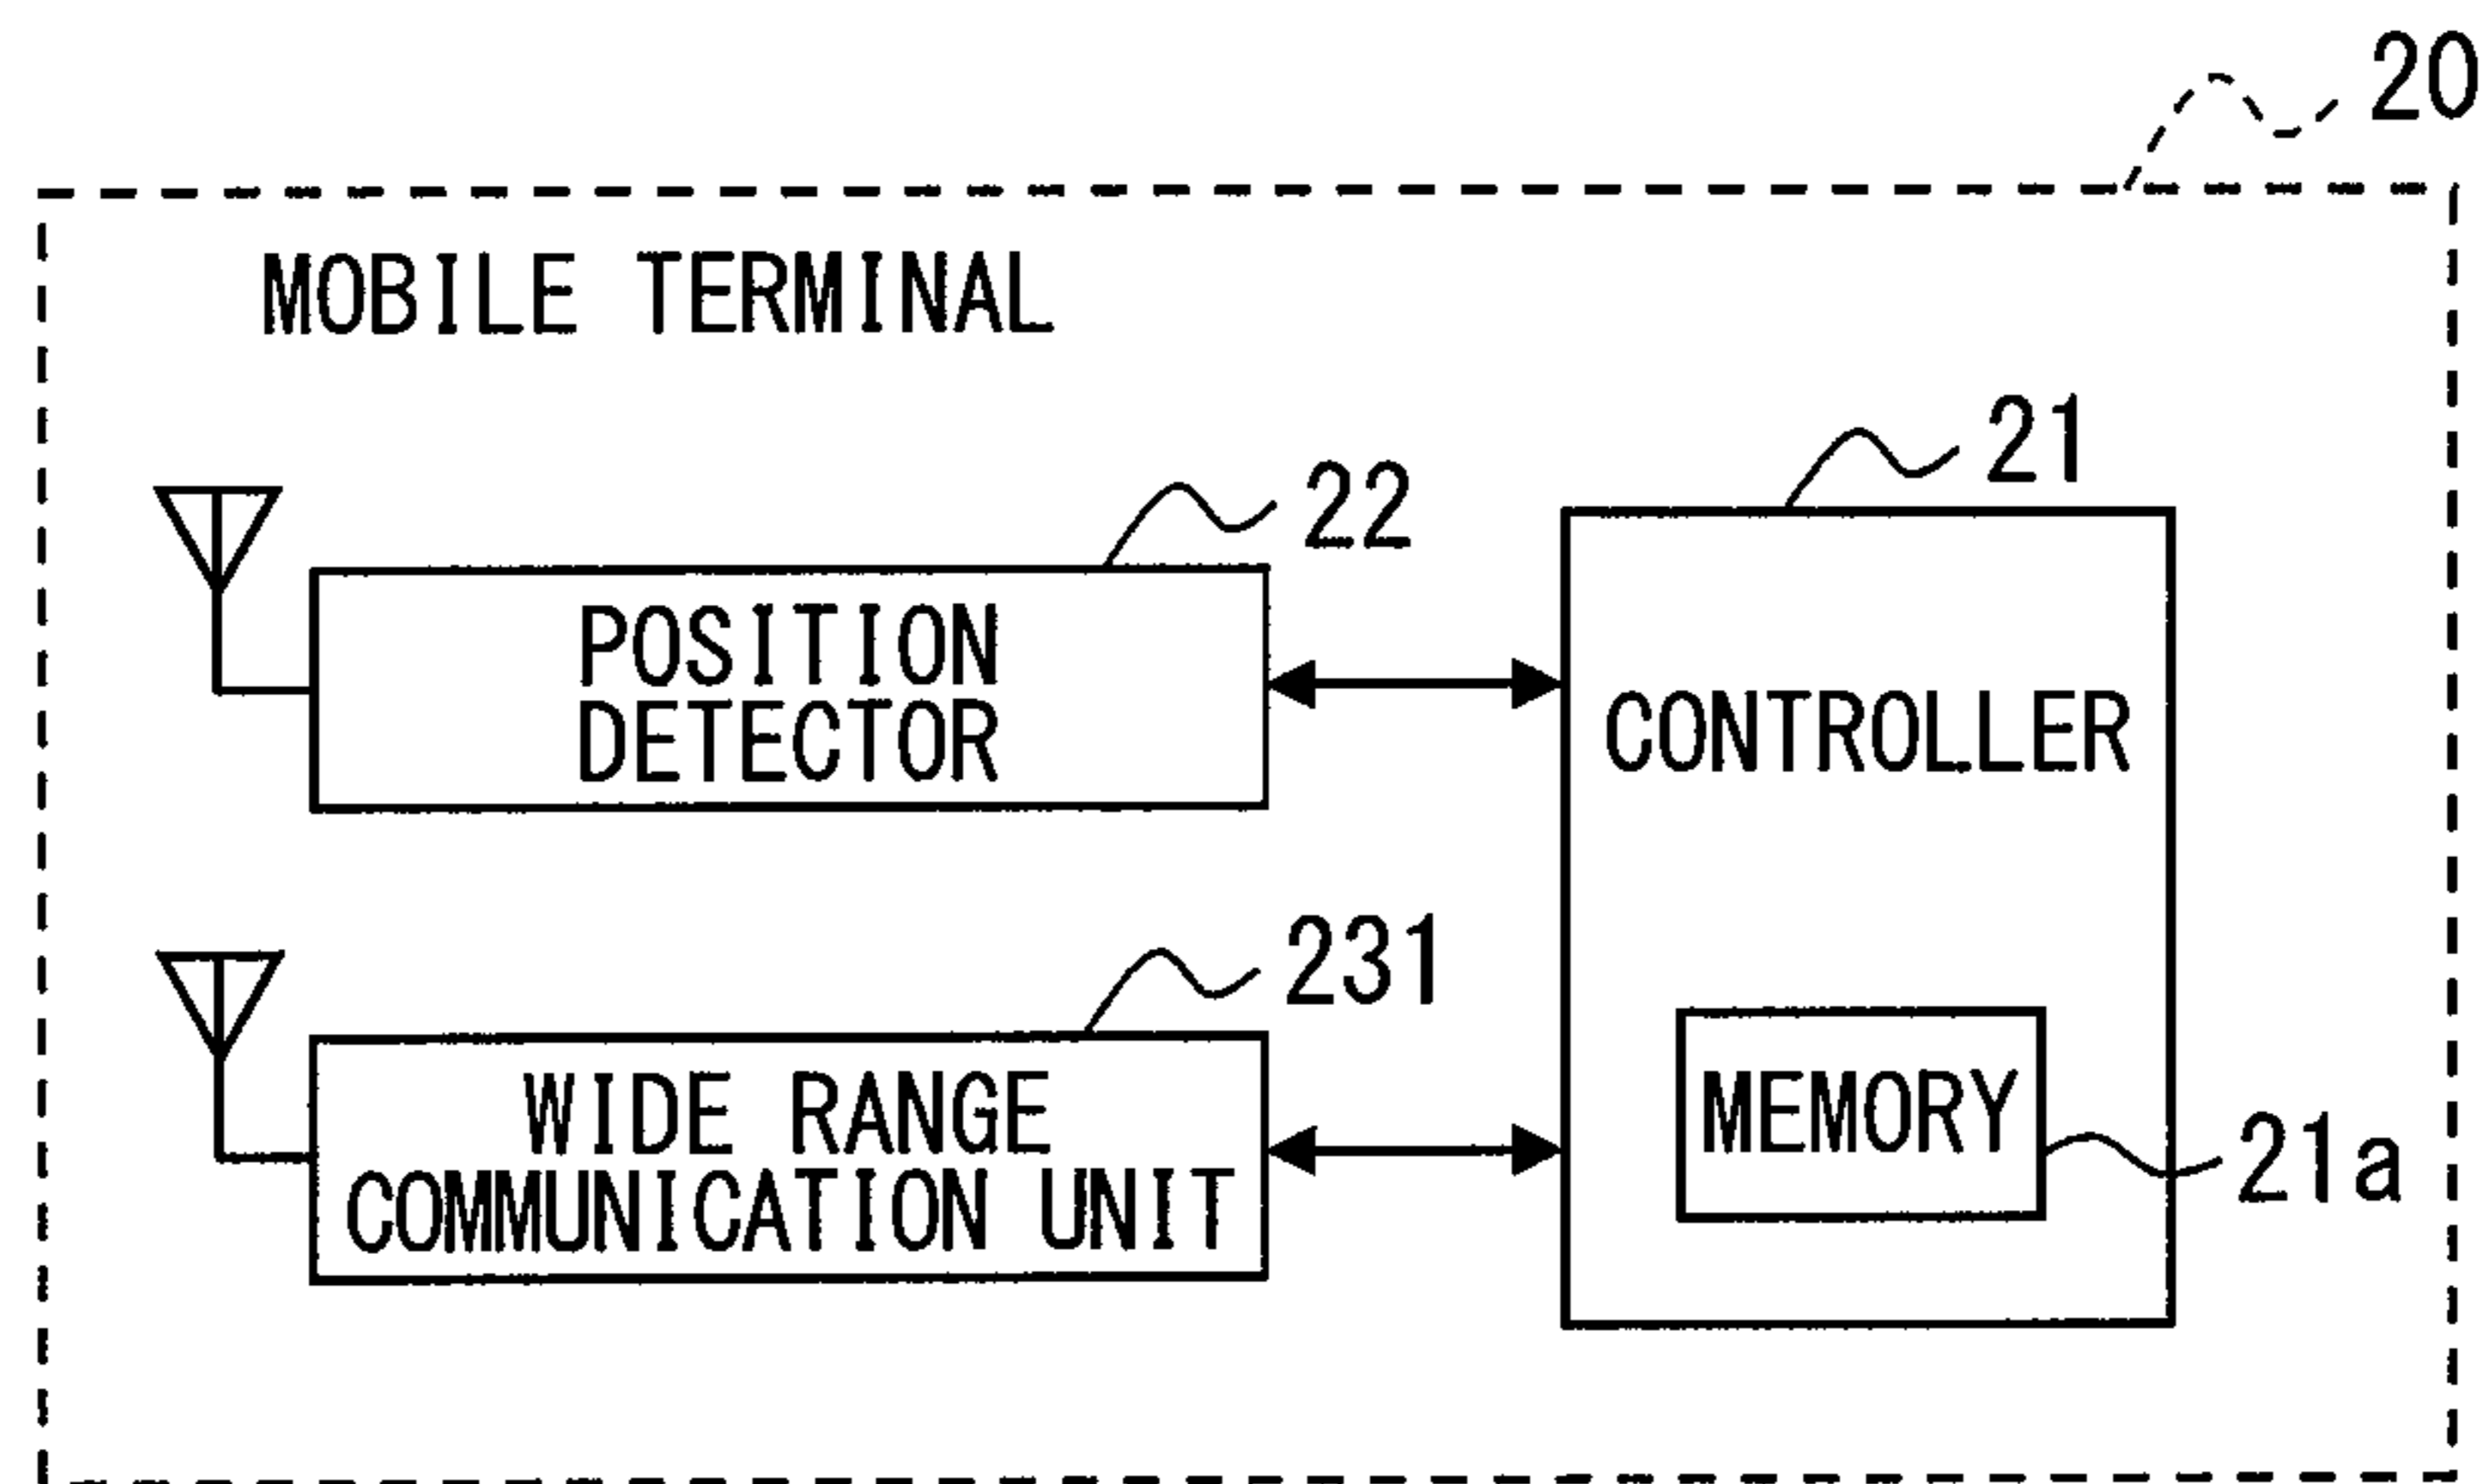 20
MOBILE TERMINAL
21
22
POSITION
DETECTOR
CONTROLLER
231
WIDE RANGE
COMMUNICATION UNIT
MEMORY
21a